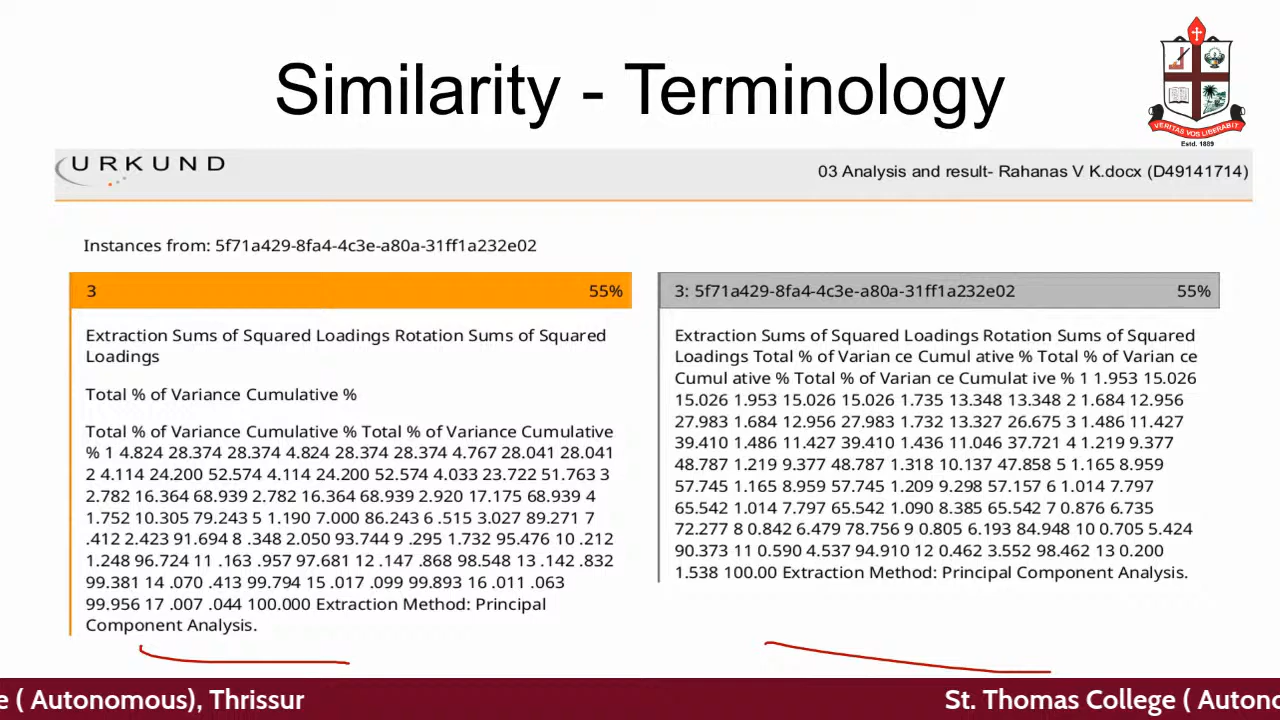 Similarity - Terminology
VERITAS VOS LIBERABIT
Estd. 1889
URKUND
03 Analysis and result- Rahanas V K.docx (D49141714)
Instances from: 5f71a429-8fa4-4c3e-a80a-31ff1a232e02
3 55%
Extraction Sums of Squared Loadings Rotation Sums of Squared
Loadings
Total % of Variance Cumulative %
Total % of Variance Cumulative % Total % of Variance Cumulative
% 1 4.824 28.374 28.374 4.824 28.374 28.374 4.767 28.041 28.041
2 4.114 24.200 52.574 4.114 24.200 52.574 4.033 23.722 51.763 3
2.782 16.364 68.939 2.782 16.364 68.939 2.920 17.175 68.939 4
1.752 10.305 79.243 5 1.190 7.000 86.243 6 .515 3.027 89.271 7
.412 2.423 91.694 8 .348 2.050 93.744 9 .295 1.732 95.476 10 .212
1.248 96.724 11 .163 .957 97.681 12 .147 .868 98.548 13 .142 .832
99.381 14 .070 .413 99.794 15 .017 .099 99.893 16 .011 .063
99.956 17 .007 .044 100.000 Extraction Method: Principal
Component Analysis.
3: 5f71a429-8fa4-4c3e-a80a-31ff1a232e02 55%
Extraction Sums of Squared Loadings Rotation Sums of Squared
Loadings Total % of Varian ce Cumul ative % Total % of Varian ce
Cumul ative % Total % of Varian ce Cumulat ive % 1 1.953 15.026
15.026 1.953 15.026 15.026 1.735 13.348 13.348 2 1.684 12.956
27.983 1.684 12.956 27.983 1.732 13.327 26.675 3 1.486 11.427
39.410 1.486 11.427 39.410 1.436 11.046 37.721 4 1.219 9.377
48.787 1.219 9.377 48.787 1.318 10.137 47.858 5 1.165 8.959
57.745 1.165 8.959 57.745 1.209 9.298 57.157 6 1.014 7.797
65.542 1.014 7.797 65.542 1.090 8.385 65.542 7 0.876 6.735
72.277 8 0.842 6.479 78.756 9 0.805 6.193 84.948 10 0.705 5.424
90.373 11 0.590 4.537 94.910 12 0.462 3.552 98.462 13 0.200
1.538 100.00 Extraction Method: Principal Component Analysis.
e ( Autonomous), Thrissur
St. Thomas College ( Autono